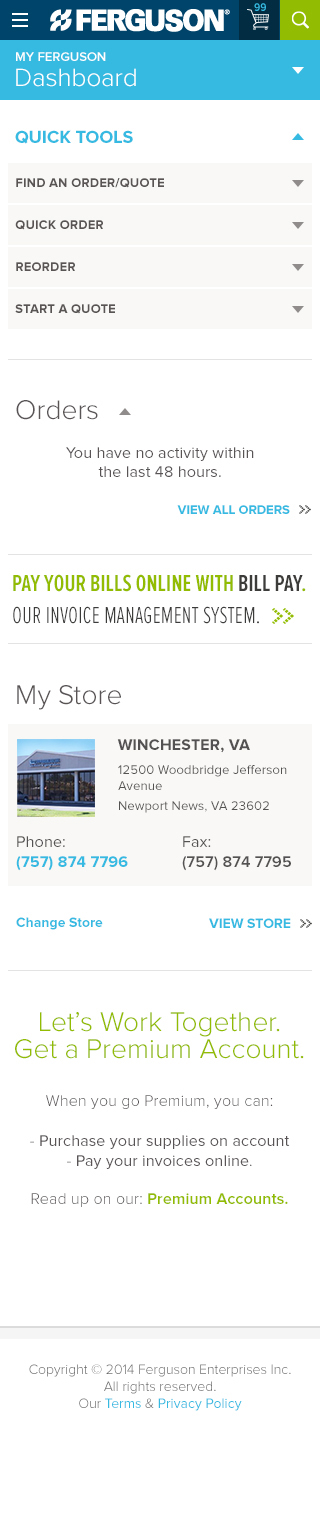 FERGUSON®
99
MY FERGUSON
Dashboard
QUICK TOOLS
FIND AN ORDER/QUOTE
QUICK ORDER
REORDER
START A QUOTE
Orders
You have no activity within
the last 48 hours.
VIEW ALL ORDERS
PAY YOUR BILLS ONLINE WITH BILL PAY.
OUR INVOICE MANAGEMENT SYSTEM.
My Store
WINCHESTER, VA
12500 Woodbridge Jefferson
Avenue
Newport News, VA 23602
Phone: Fax:
(757) 874 7796 (757) 874 7795
Change Store VIEW STORE
Let’s Work Together.
Get a Premium Account.
When you go Premium, you can:
- Purchase your supplies on account
- Pay your invoices online.
Read up on our: Premium Accounts.
Copyright © 2014 Ferguson Enterprises Inc.
All rights reserved.
Our Terms & Privacy Policy